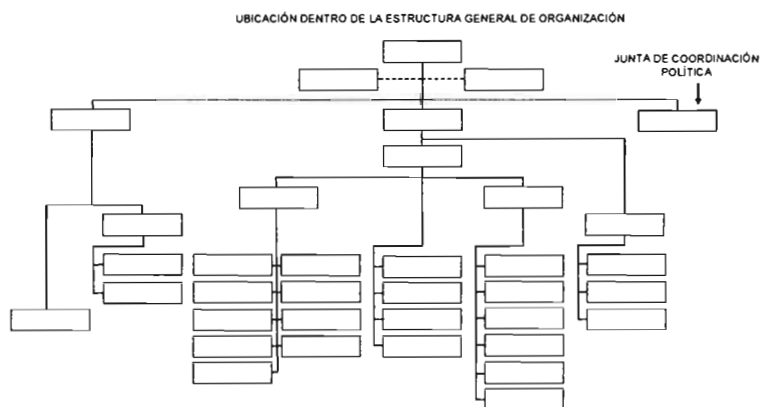 UBICACIÓN DENTRO DE LA ESTRUCTURA GENERAL DE ORGANIZACIÓN
JUNTA DE COORDINACIÓN
POLÍTICA